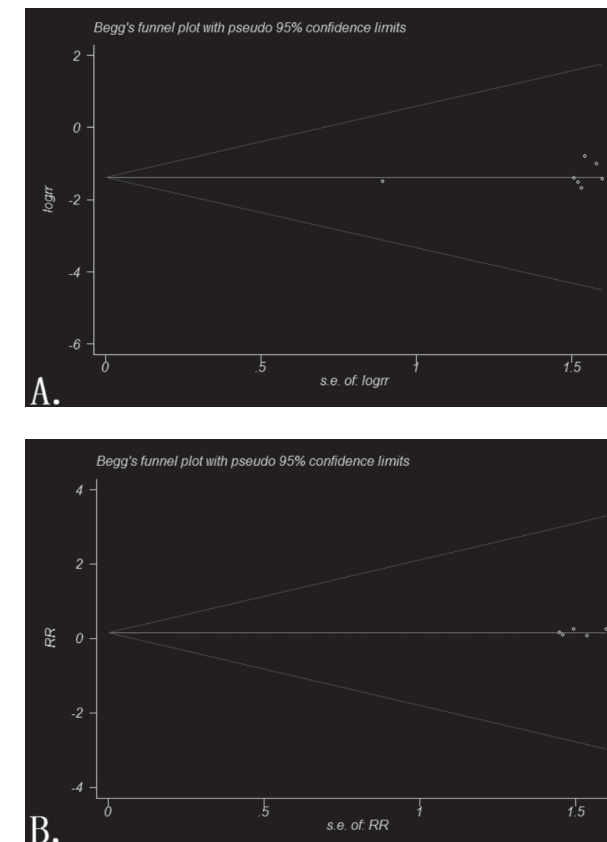 Begg's funnel plot with pseudo 95% confidence limits
2
0
-2
-4
-6
logrr
0 .5 1 1.5
s.e. of: logrr
A.
Begg's funnel plot with pseudo 95% confidence limits
4
2
0
-2
-4
RR
0 .5 1 1.5
s.e. of: RR
B.